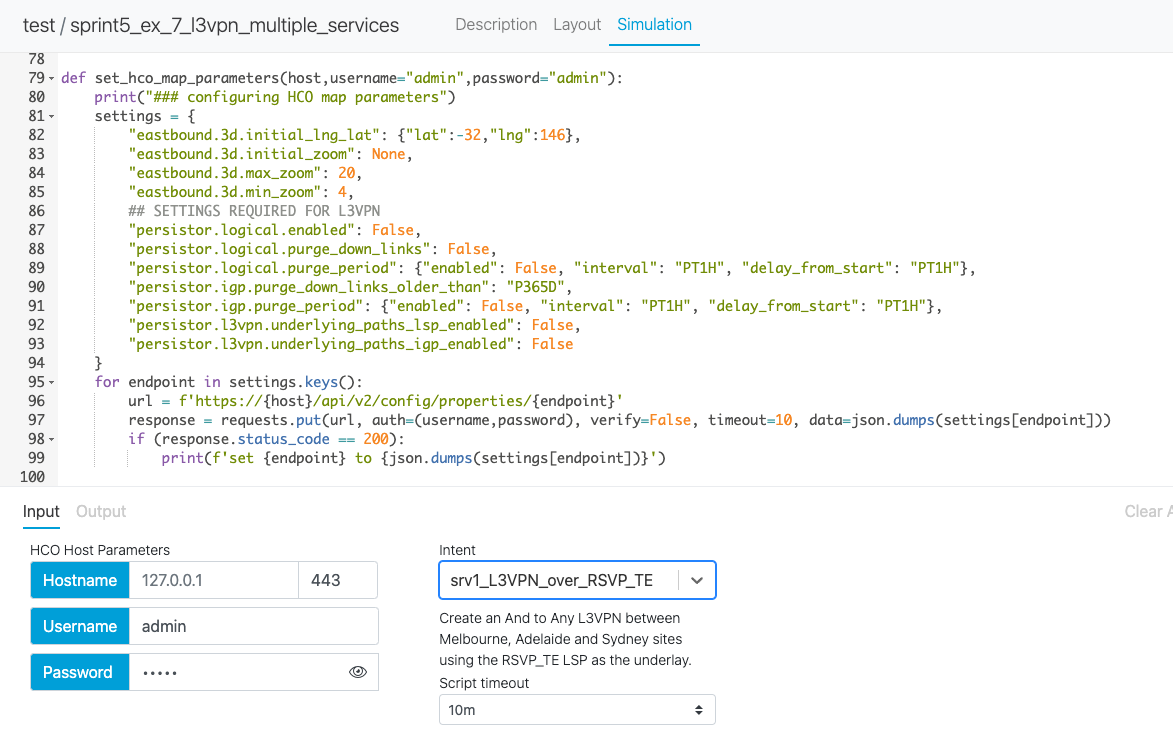 test / sprint5_ex_7_l3vpn_multiple_services Description Layout Simulation
78
79 def set_hco_map_parameters(host,username="admin",password="admin"):
80     print("### configuring HCO map parameters")
81     settings = {
82         "eastbound.3d.initial_lng_lat": {"lat":-32,"lng":146},
83         "eastbound.3d.initial_zoom": None,
84         "eastbound.3d.max_zoom": 20,
85         "eastbound.3d.min_zoom": 4,
86         ## SETTINGS REQUIRED FOR L3VPN
87         "persistor.logical.enabled": False,
88         "persistor.logical.purge_down_links": False,
89         "persistor.logical.purge_period": {"enabled": False, "interval": "PT1H", "delay_from_start": "PT1H"},
90         "persistor.igp.purge_down_links_older_than": "P365D",
91         "persistor.igp.purge_period": {"enabled": False, "interval": "PT1H", "delay_from_start": "PT1H"},
92         "persistor.l3vpn.underlying_paths_lsp_enabled": False,
93         "persistor.l3vpn.underlying_paths_igp_enabled": False
94     }
95     for endpoint in settings.keys():
96         url = f'https://{host}/api/v2/config/properties/{endpoint}'
97         response = requests.put(url, auth=(username,password), verify=False, timeout=10, data=json.dumps(settings[endpoint]))
98         if (response.status_code == 200):
99             print(f'set {endpoint} to {json.dumps(settings[endpoint])}')
100
Input Output Clear A
HCO Host Parameters
Hostname 127.0.0.1 443
Username admin
Password •••••
Intent
srv1_L3VPN_over_RSVP_TE
Create an And to Any L3VPN between
Melbourne, Adelaide and Sydney sites
using the RSVP_TE LSP as the underlay.
Script timeout
10m